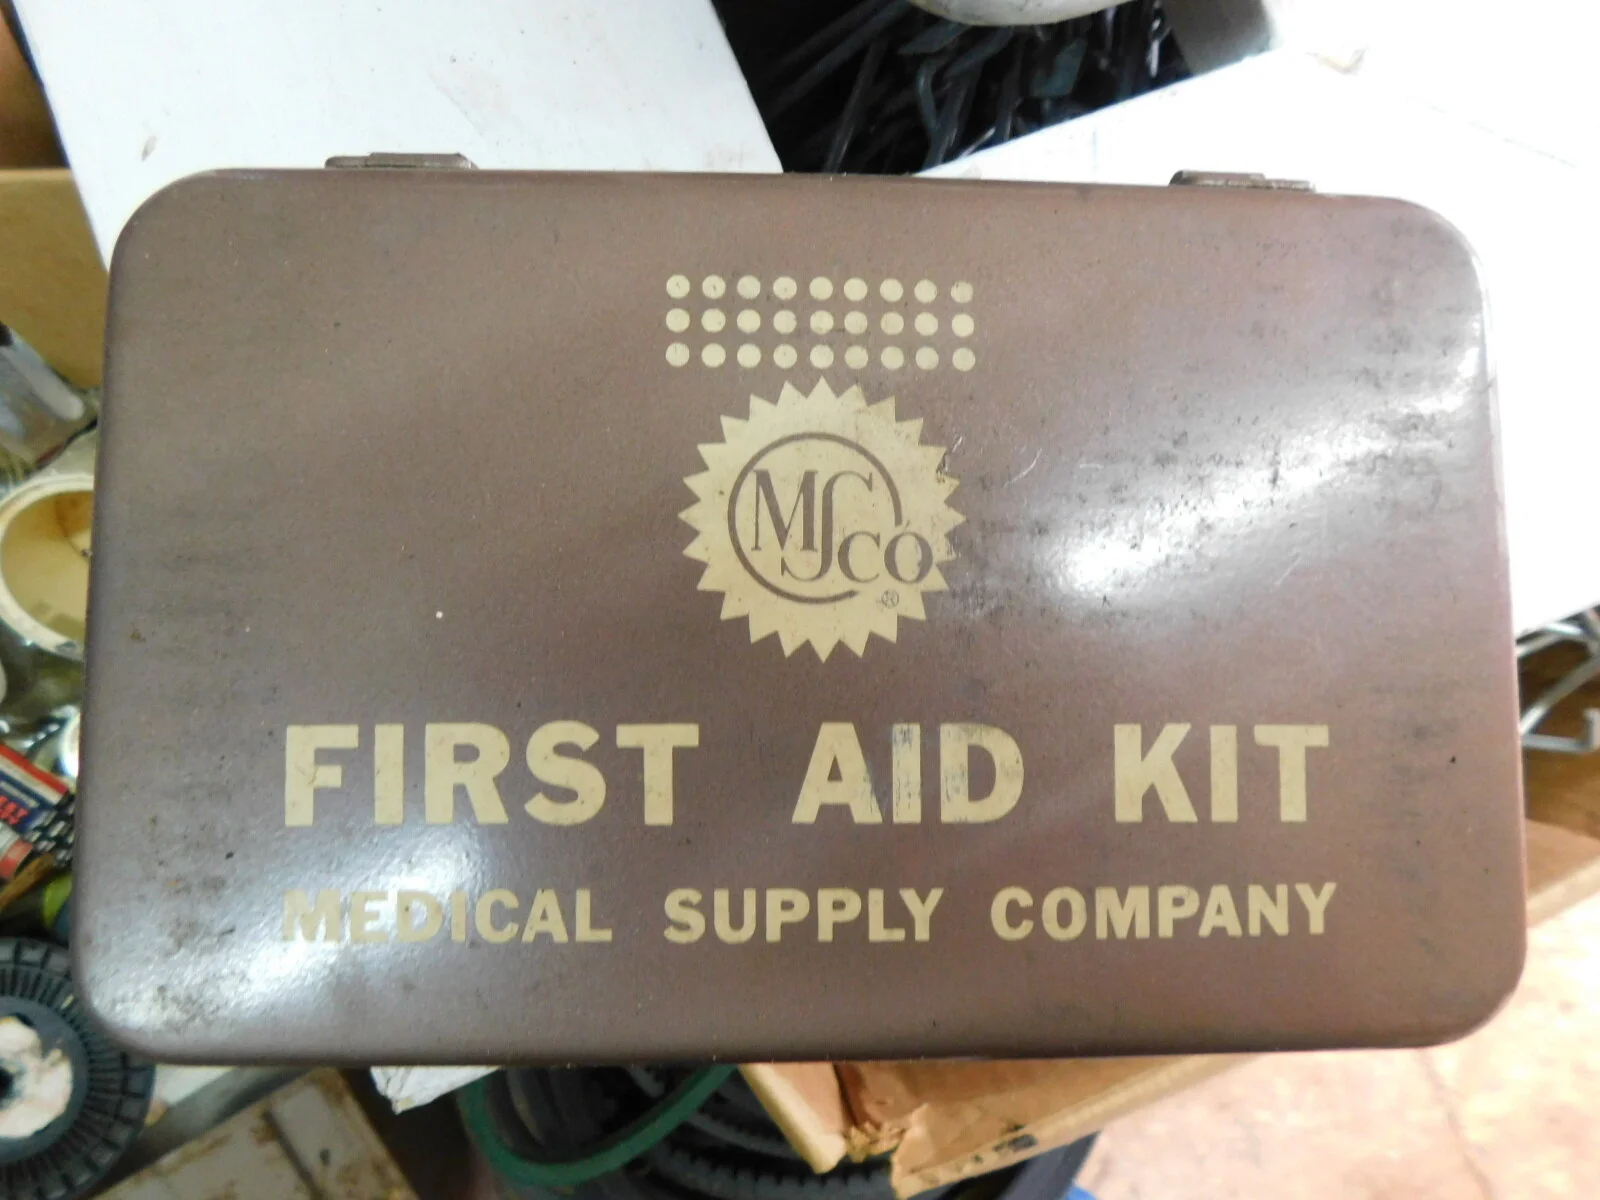 MSCo
®
FIRST AID KIT
MEDICAL SUPPLY COMPANY